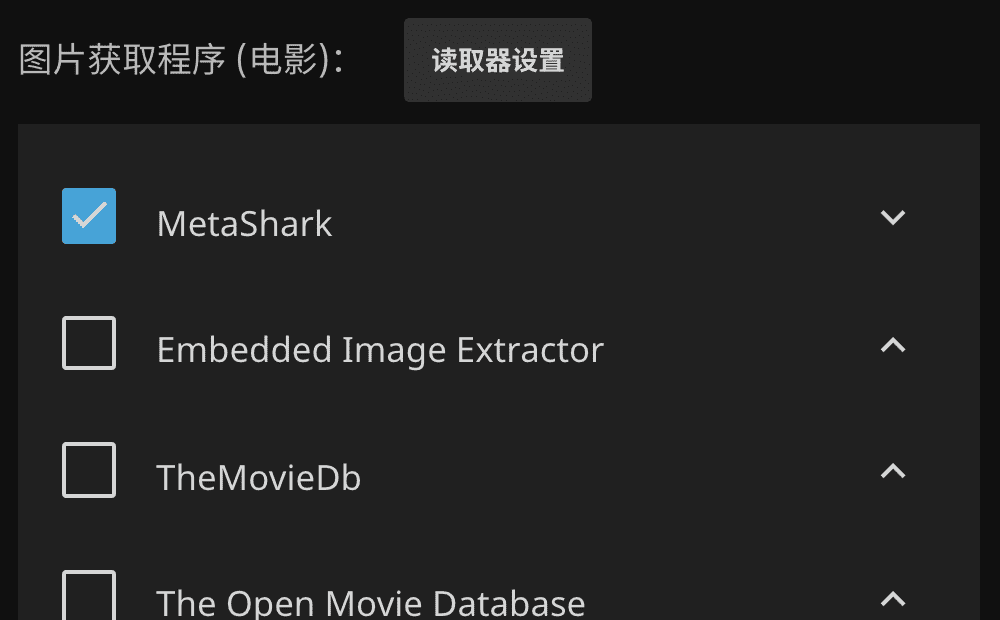 图片获取程序 (电影)：
读取器设置
MetaShark
Embedded Image Extractor
TheMovieDb
The Open Movie Database